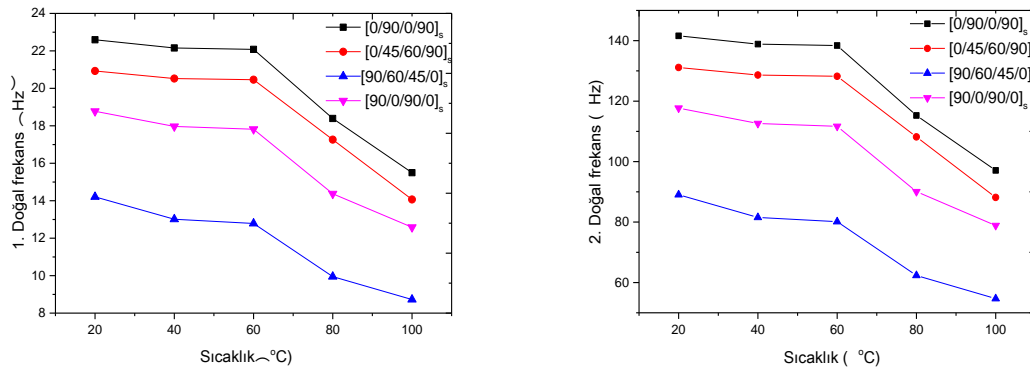 24
22
20
18
16
14
12
10
8
1. Doğal frekans (Hz)
[0/90/0/90]s
[0/45/60/90]s
[90/60/45/0]s
[90/0/90/0]s
20 40 60 80 100
Sıcaklık (°C)
140
120
100
80
60
2. Doğal frekans ( Hz)
[0/90/0/90]s
[0/45/60/90]s
[90/60/45/0]s
[90/0/90/0]s
20 40 60 80 100
Sıcaklık ( °C)